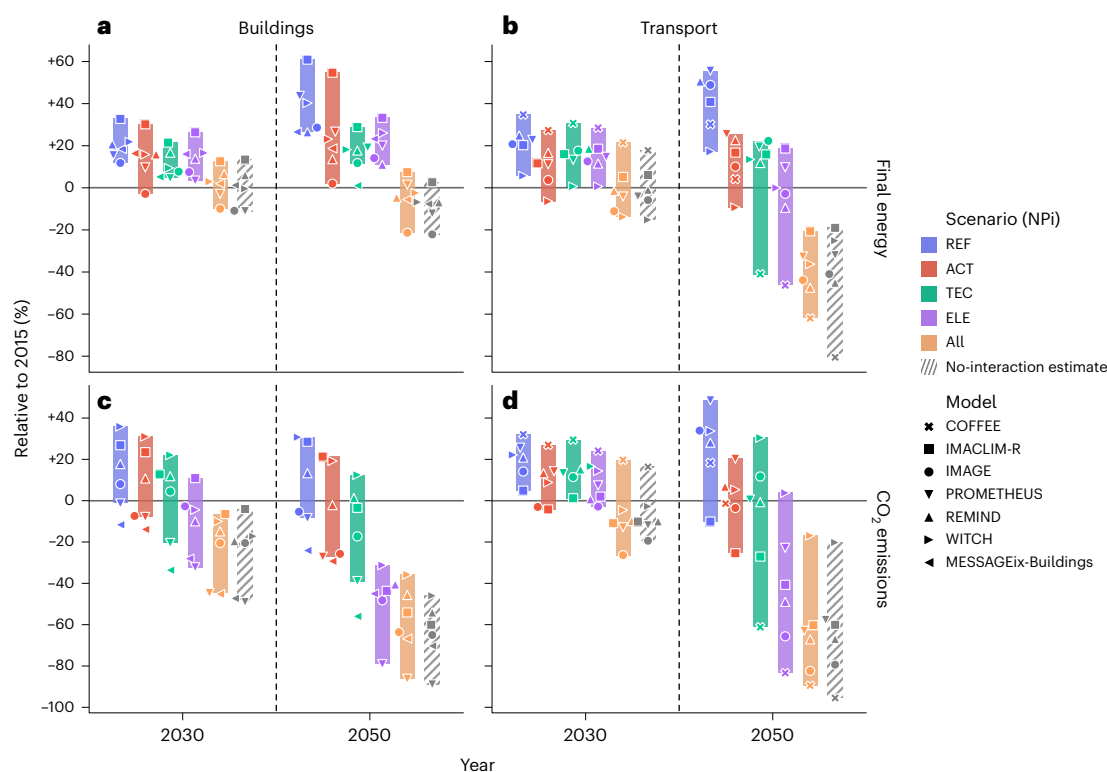 a
Buildings
b
Transport
+60
+40
+20
0
−20
−40
−60
−80
Final energy
c
d
+40
+20
0
−20
−40
−60
−80
−100
CO₂ emissions
Relative to 2015 (%)
2030
2050
2030
2050
Year
Scenario (NPi)
REF
ACT
TEC
ELE
All
No-interaction estimate
Model
COFFEE
IMACLIM-R
IMAGE
PROMETHEUS
REMIND
WITCH
MESSAGEix-Buildings